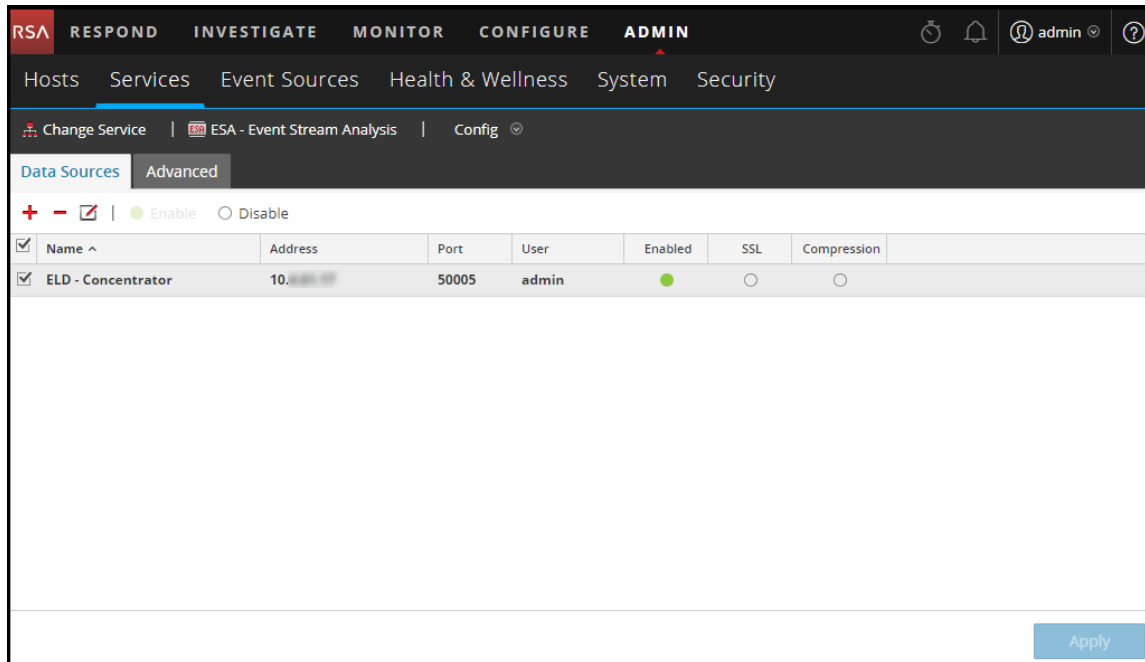 RSA RESPOND INVESTIGATE MONITOR CONFIGURE ADMIN admin ?
Hosts Services Event Sources Health & Wellness System Security
Change Service | ESA ESA - Event Stream Analysis | Config
Data Sources Advanced
Enable Disable
Name Address Port User Enabled SSL Compression
ELD - Concentrator 10. 50005 admin
Apply